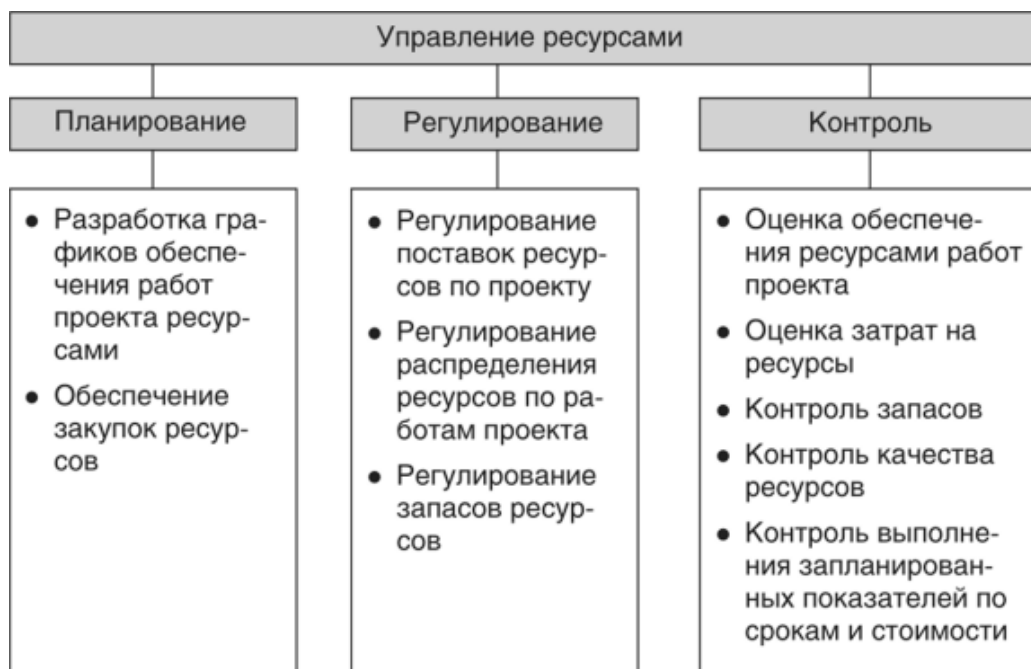 Управление ресурсами
Планирование
Регулирование
Контроль
● Разработка гра-
фиков обеспе-
чения работ
проекта ресур-
сами
● Обеспечение
закупок ресур-
сов
● Регулирование
поставок ресур-
сов по проекту
● Регулирование
распределения
ресурсов по ра-
ботам проекта
● Регулирование
запасов ресур-
сов
● Оценка обеспече-
ния ресурсами работ
проекта
● Оценка затрат на
ресурсы
● Контроль запасов
● Контроль качества
ресурсов
● Контроль выполне-
ния запланирован-
ных показателей по
срокам и стоимости